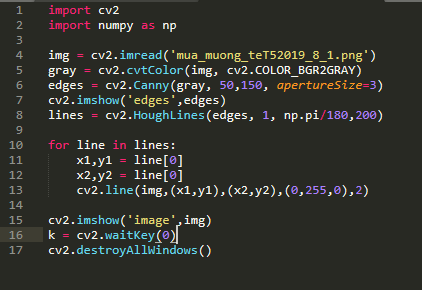 1 import cv2
2 import numpy as np
3
4 img = cv2.imread('mua_muong_teT52019_8_1.png')
5 gray = cv2.cvtColor(img, cv2.COLOR_BGR2GRAY)
6 edges = cv2.Canny(gray, 50,150, apertureSize=3)
7 cv2.imshow('edges',edges)
8 lines = cv2.HoughLines(edges, 1, np.pi/180,200)
9
10 for line in lines:
11     x1,y1 = line[0]
12     x2,y2 = line[0]
13     cv2.line(img,(x1,y1),(x2,y2),(0,255,0),2)
14
15 cv2.imshow('image',img)
16 k = cv2.waitKey(0)
17 cv2.destroyAllWindows()